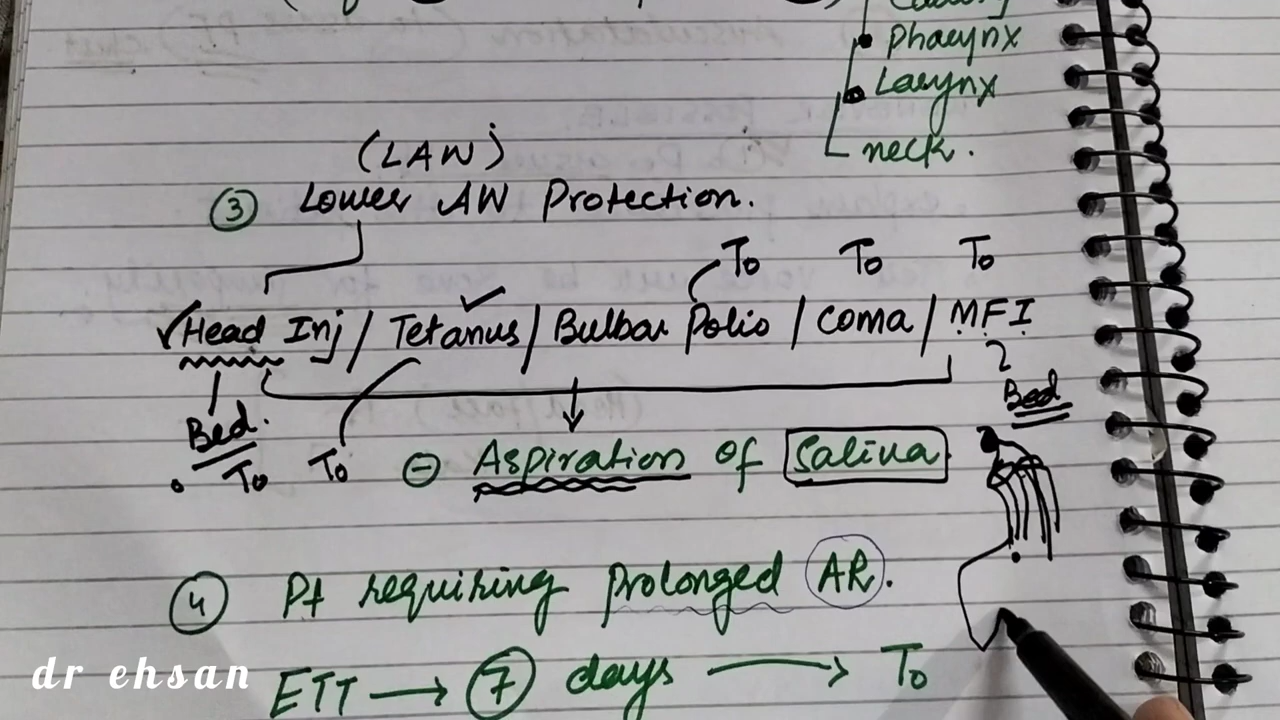 Pharynx
Larynx
neck.
(LAW)
③ Lower AW Protection.
To To To
Head Inj / Tetanus / Bulbar Polio / Coma / MFI
Bed.
Bed
To To ⊖ Aspiration of Saliva
④ Pt requiring Prolonged AR.
ETT → ⑦ days → To
dr ehsan